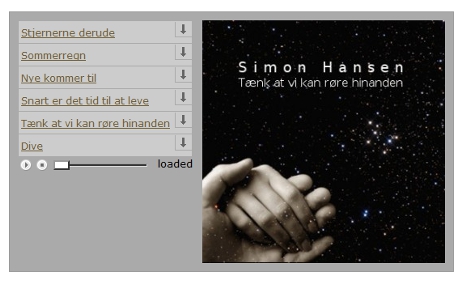 Stjernerne derude
Sommerregn
Nye kommer til
Snart er det tid til at leve
Tænk at vi kan røre hinanden
Dive
loaded
Simon Hansen
Tænk at vi kan røre hinanden